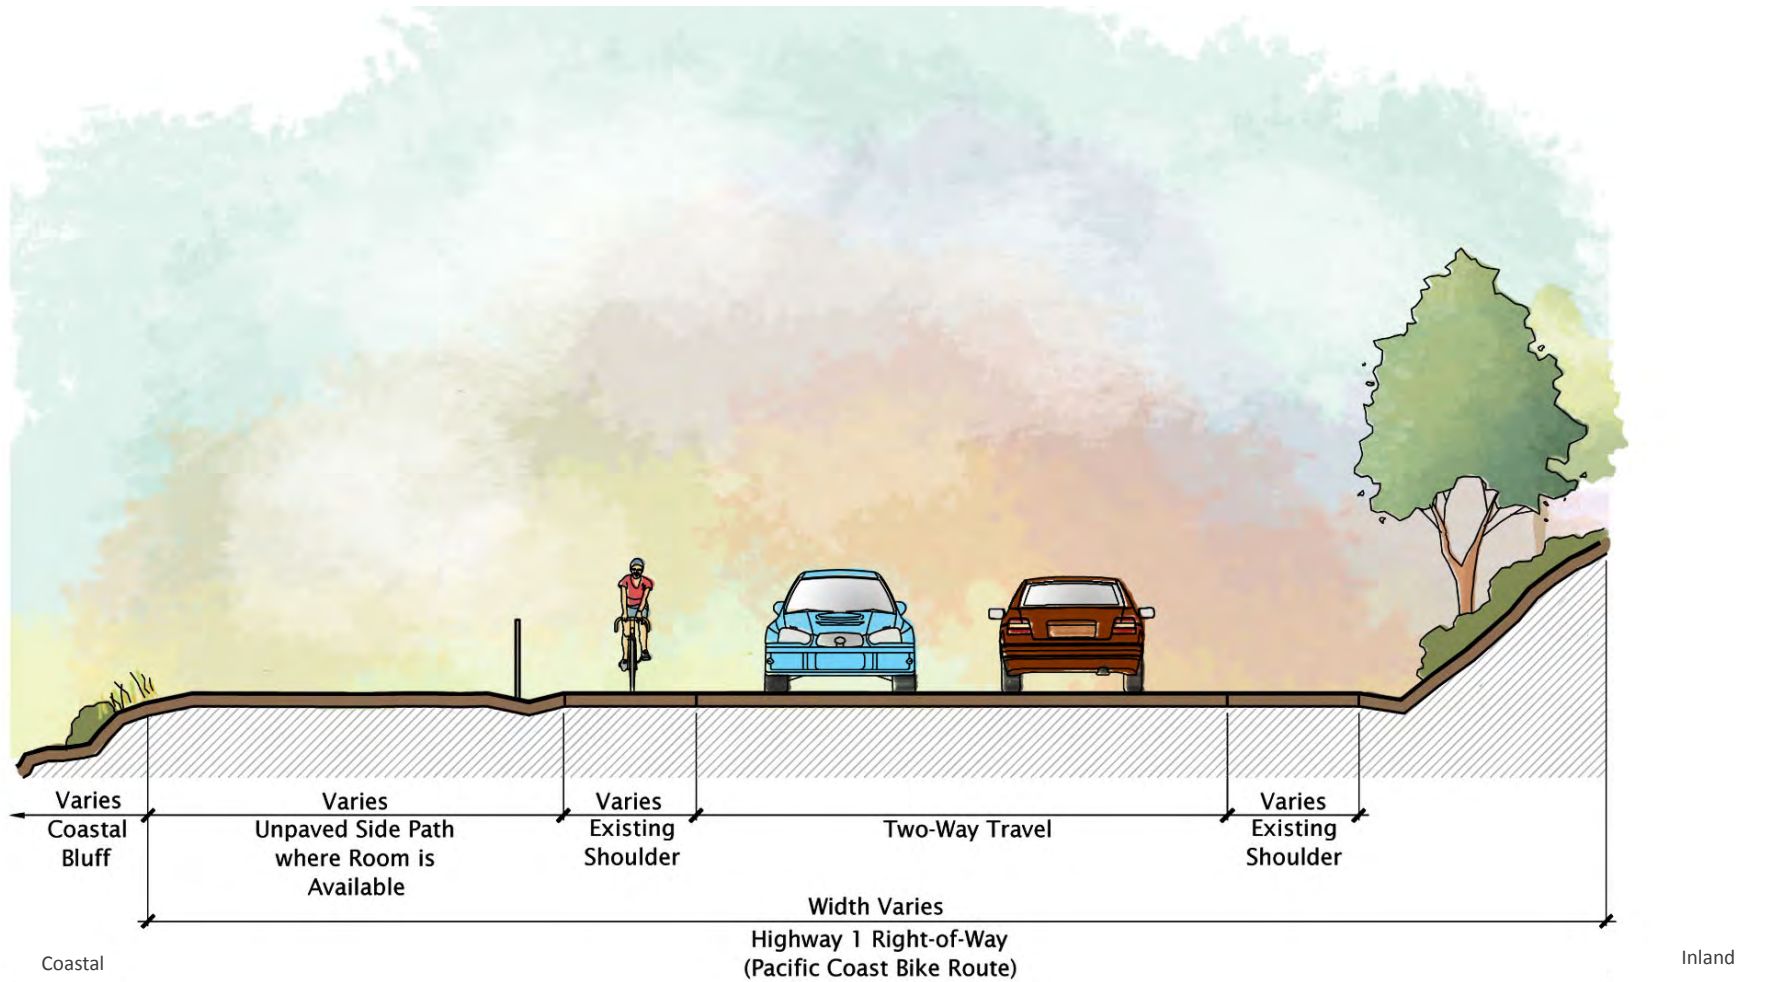 Varies
Coastal
Bluff
Varies
Unpaved Side Path
where Room is
Available
Varies
Existing
Shoulder
Two-Way Travel
Varies
Existing
Shoulder
Width Varies
Highway 1 Right-of-Way
(Pacific Coast Bike Route)
Coastal
Inland